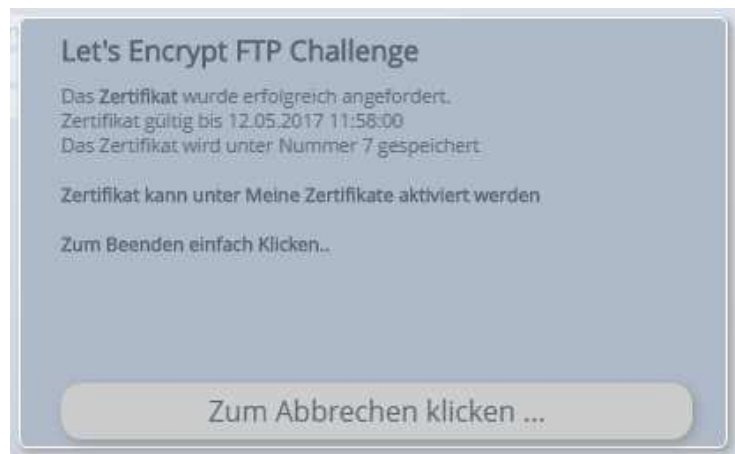 Let's Encrypt FTP Challenge
Das Zertifikat wurde erfolgreich angefordert.
Zertifikat gültig bis 12.05.2017 11:58:00
Das Zertifikat wird unter Nummer 7 gespeichert
Zertifikat kann unter Meine Zertifikate aktiviert werden
Zum Beenden einfach Klicken..
Zum Abbrechen klicken ...